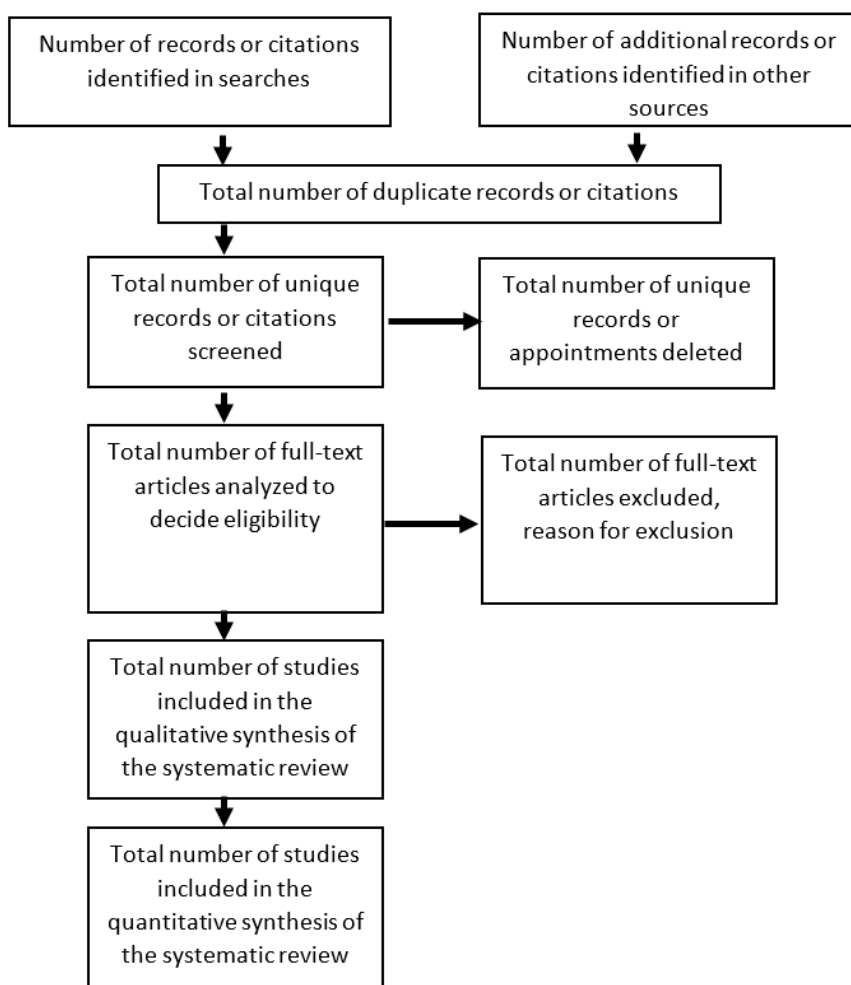 Number of records or citations
identified in searches
Number of additional records or
citations identified in other
sources
Total number of duplicate records or citations
Total number of unique
records or citations
screened
Total number of unique
records or
appointments deleted
Total number of full-text
articles analyzed to
decide eligibility
Total number of full-text
articles excluded,
reason for exclusion
Total number of studies
included in the
qualitative synthesis of
the systematic review
Total number of studies
included in the
quantitative synthesis of
the systematic review